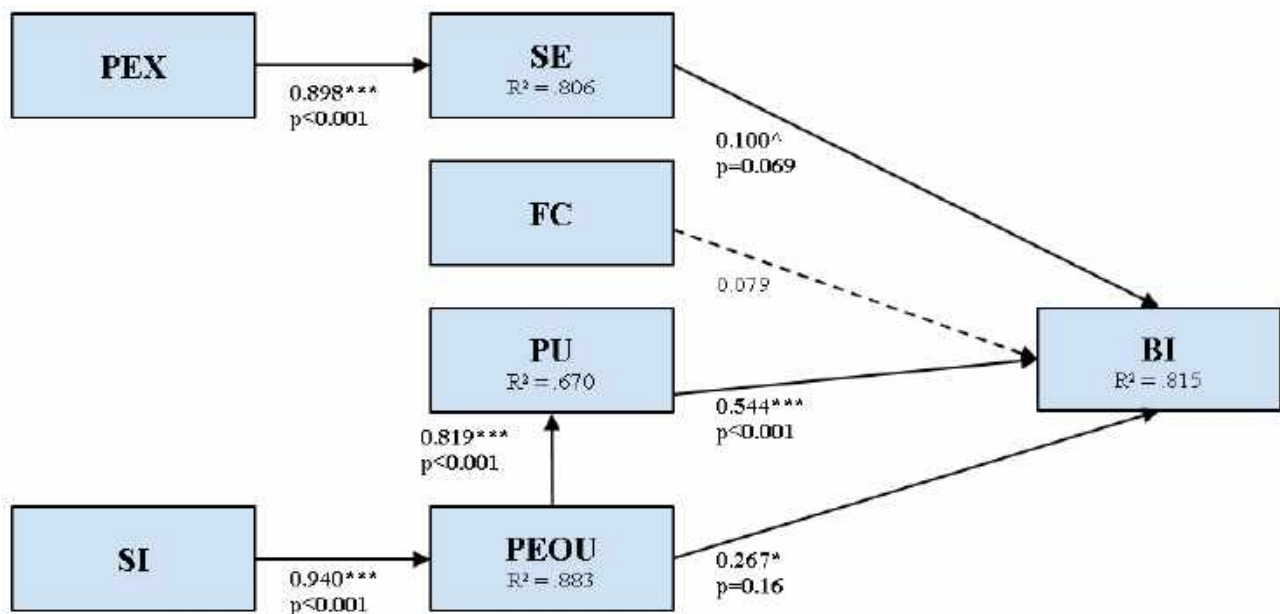 PEX
SE
R² = .806
0.898***
p<0.001
0.100^
p=0.069
FC
0.079
PU
R² = .670
BI
R² = .815
0.544***
p<0.001
0.819***
p<0.001
SI
PEOU
R² = .883
0.940***
p<0.001
0.267*
p=0.16